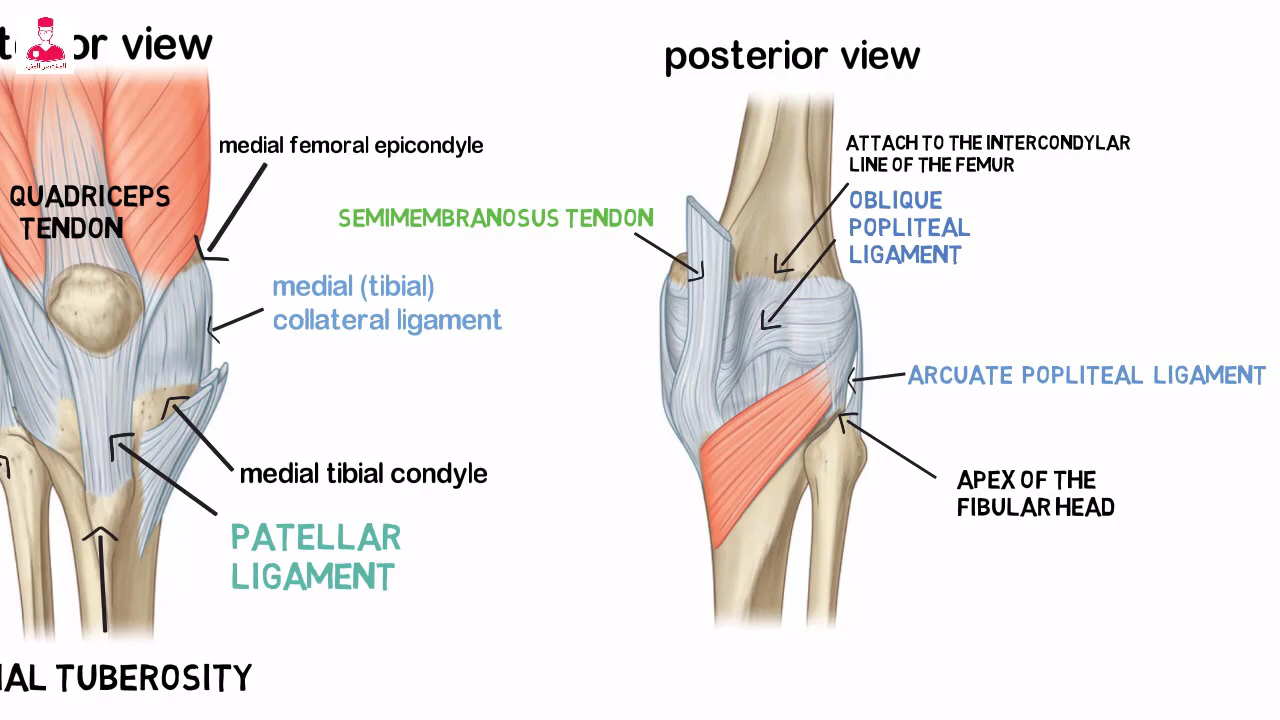 or view
medial femoral epicondyle
QUADRICEPS
TENDON
medial (tibial)
collateral ligament
medial tibial condyle
PATELLAR
LIGAMENT
IAL TUBEROSITY
posterior view
ATTACH TO THE INTERCONDYLAR
LINE OF THE FEMUR
SEMIMEMBRANOSUS TENDON
OBLIQUE
POPLITEAL
LIGAMENT
ARCUATE POPLITEAL LIGAMENT
APEX OF THE
FIBULAR HEAD